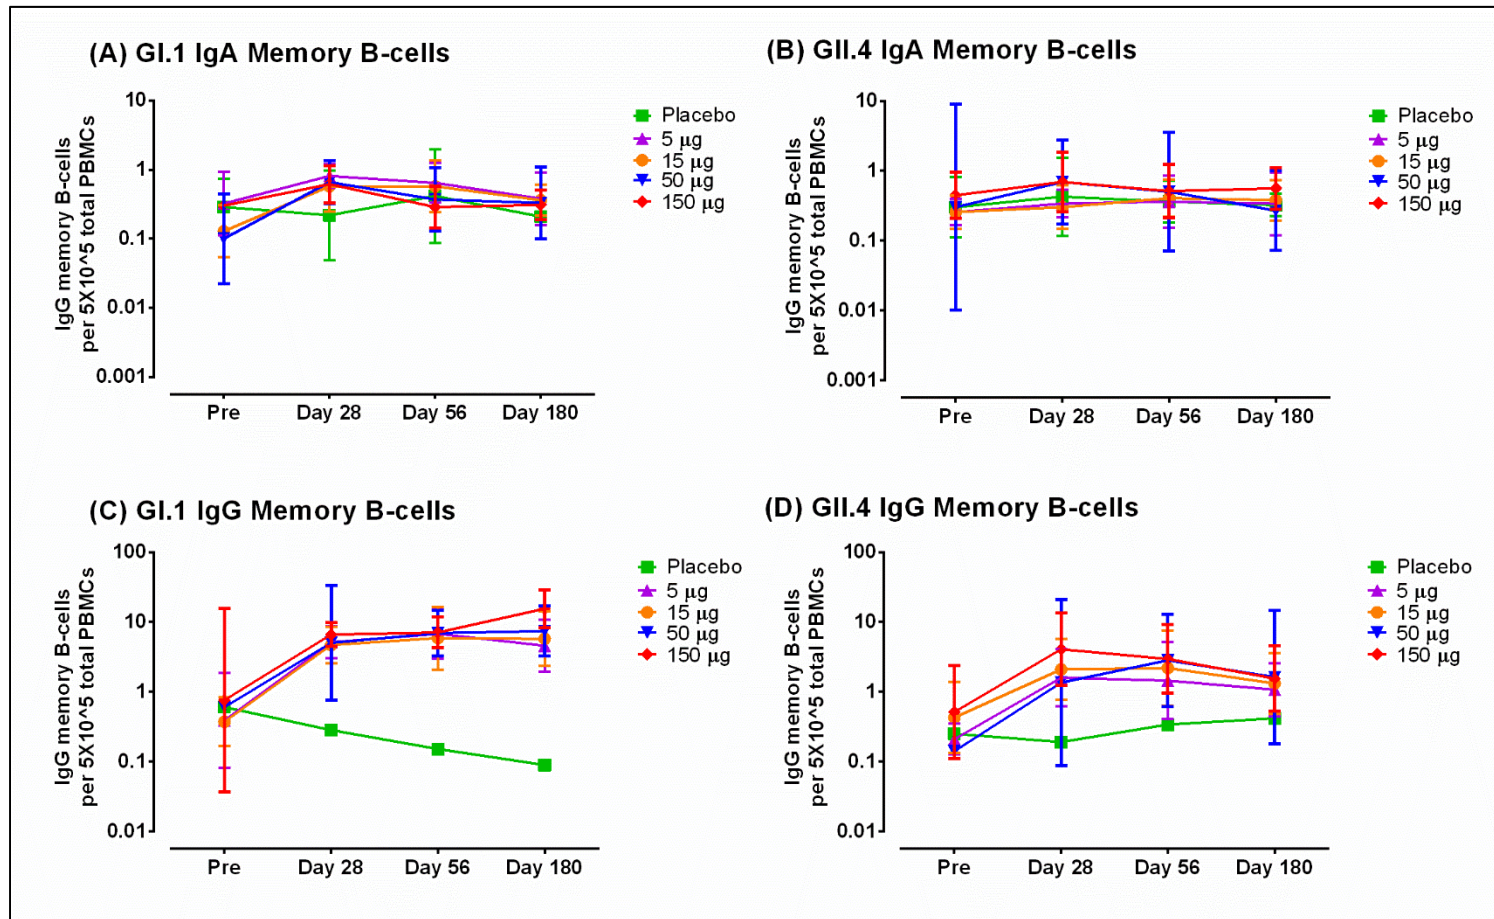 (A) GI.1 IgA Memory B-cells
IgG memory B-cells
per 5X10^5 total PBMCs
10
1
0.1
0.01
0.001
Pre
Day 28
Day 56
Day 180
Placebo
5 µg
15 µg
50 µg
150 µg
(B) GII.4 IgA Memory B-cells
IgG memory B-cells
per 5X10^5 total PBMCs
10
1
0.1
0.01
0.001
Pre
Day 28
Day 56
Day 180
Placebo
5 µg
15 µg
50 µg
150 µg
(C) GI.1 IgG Memory B-cells
IgG memory B-cells
per 5X10^5 total PBMCs
100
10
1
0.1
0.01
Pre
Day 28
Day 56
Day 180
Placebo
5 µg
15 µg
50 µg
150 µg
(D) GII.4 IgG Memory B-cells
IgG memory B-cells
per 5X10^5 total PBMCs
100
10
1
0.1
0.01
Pre
Day 28
Day 56
Day 180
Placebo
5 µg
15 µg
50 µg
150 µg